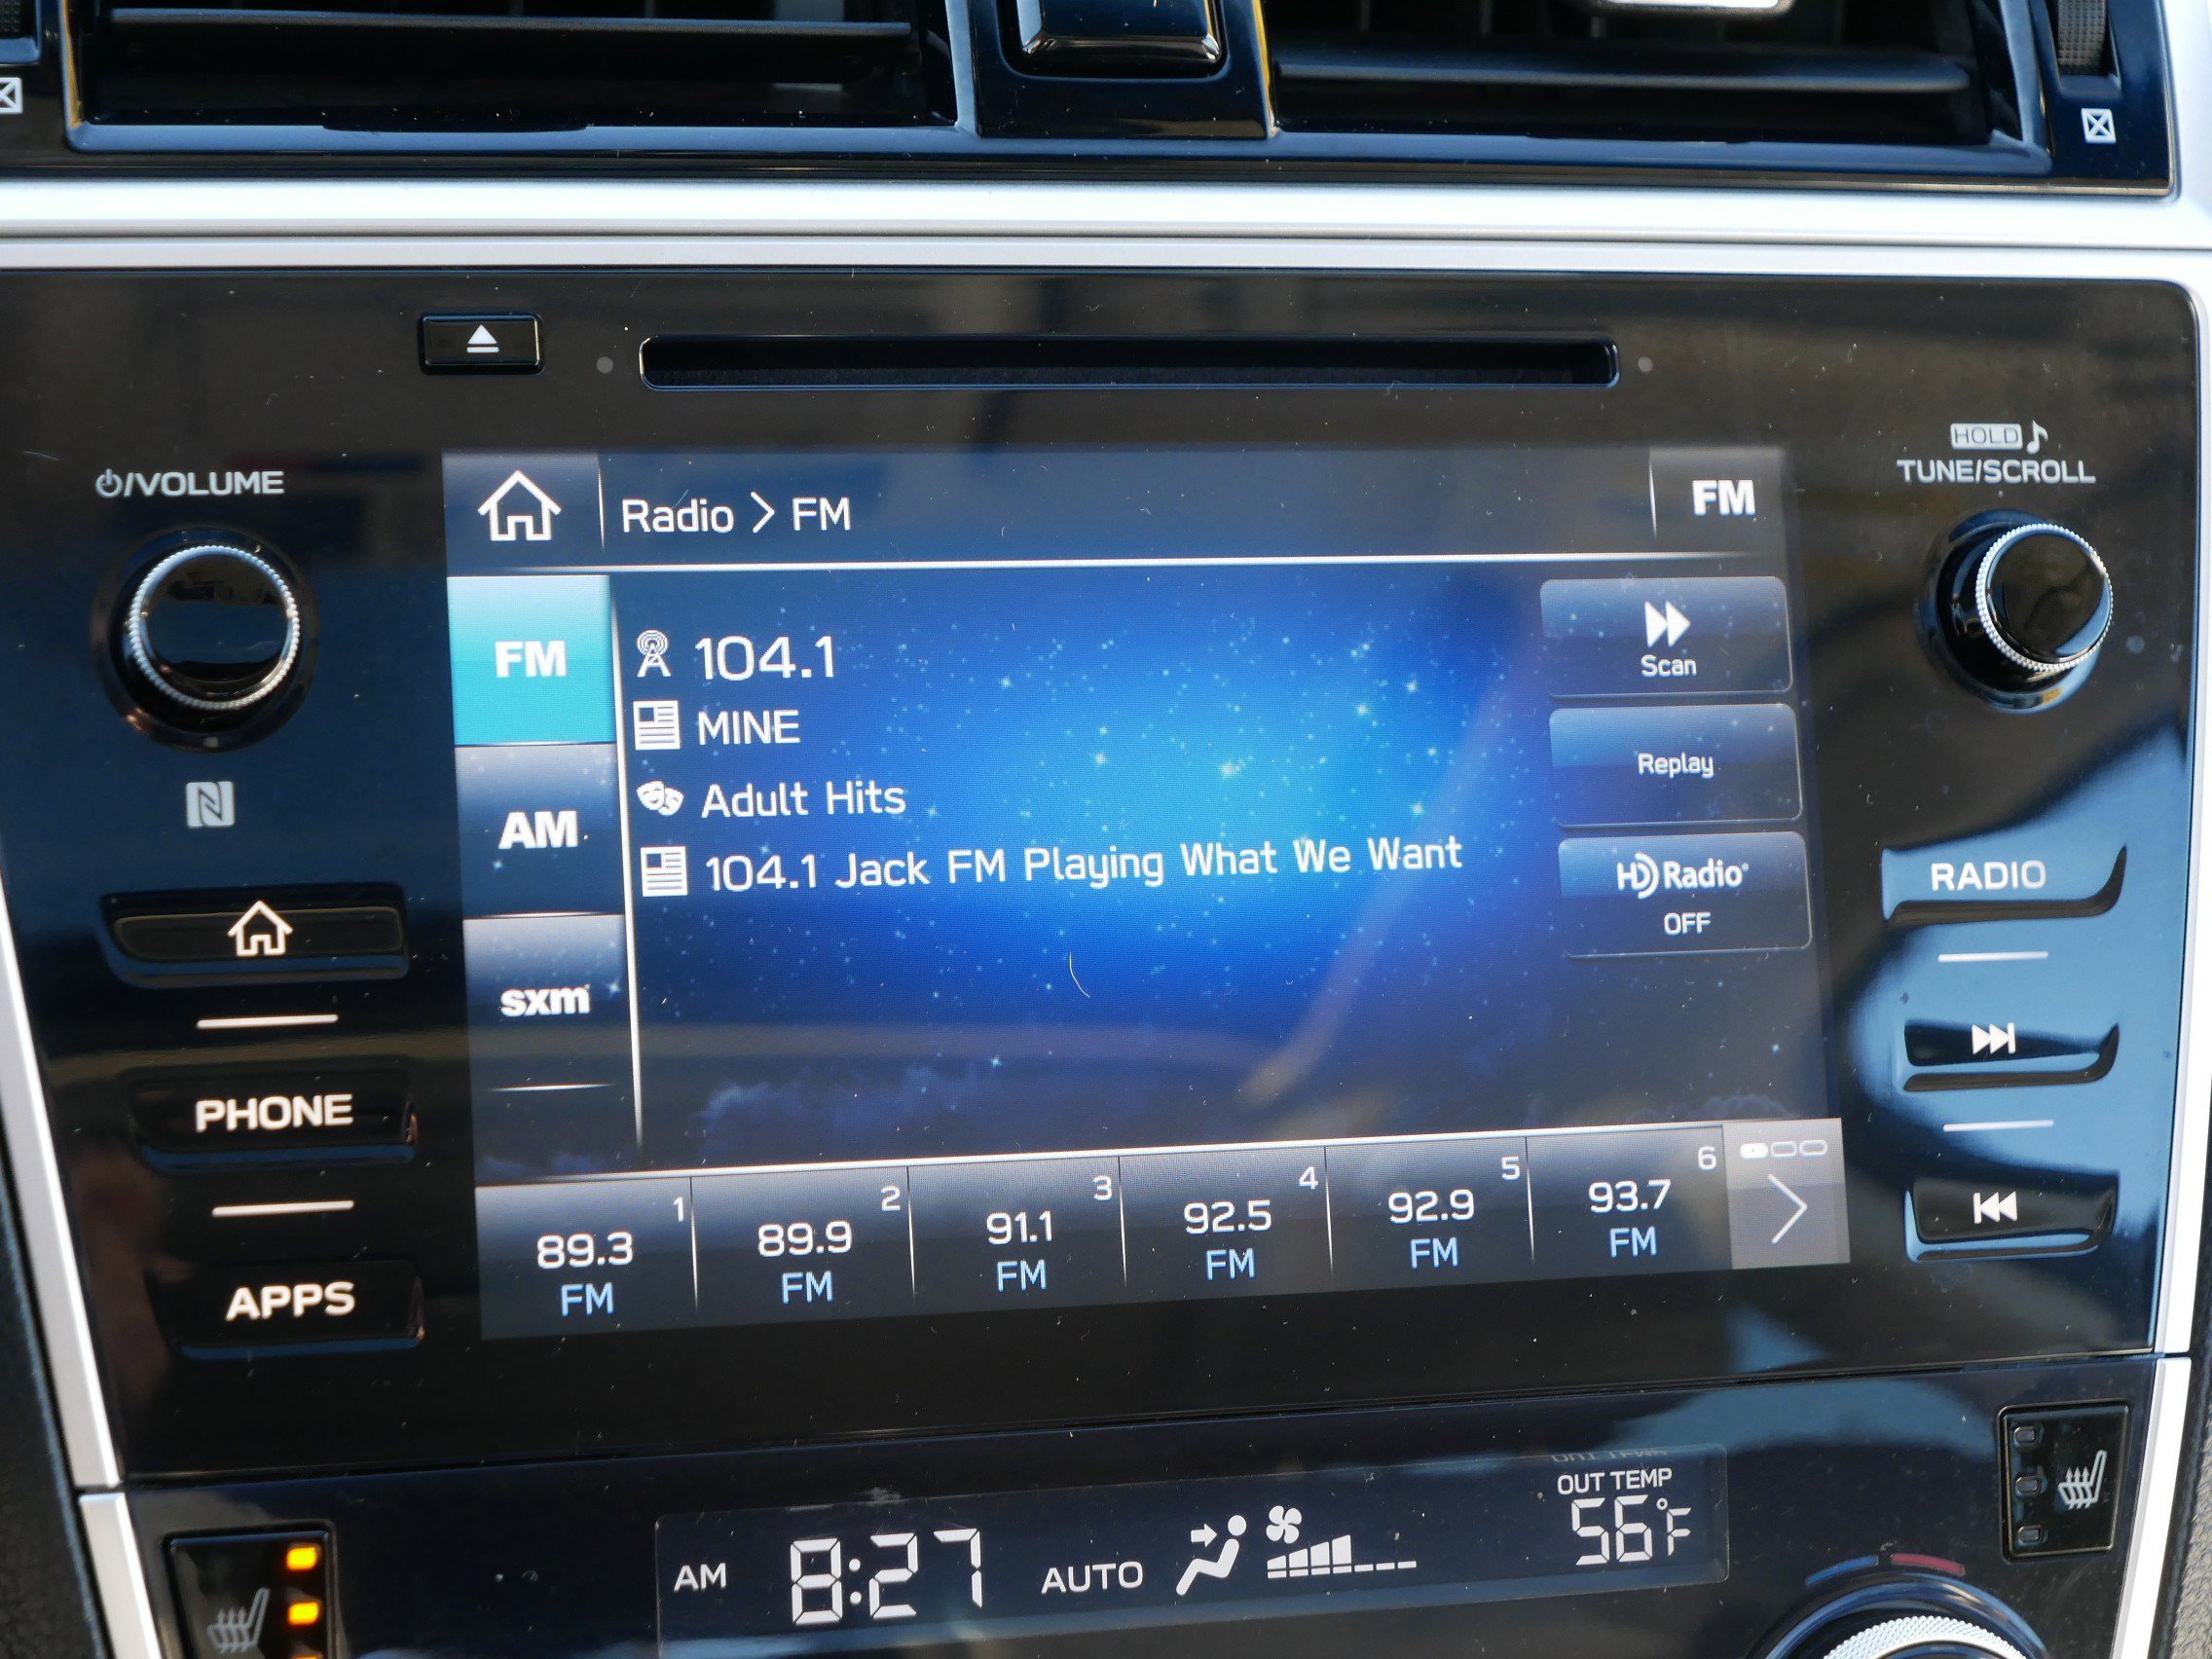 HOLD
⏻/VOLUME
TUNE/SCROLL
Radio > FM
FM
FM
104.1
Scan
MINE
Replay
AM
Adult Hits
104.1 Jack FM Playing What We Want
HD Radio®
OFF
RADIO
sxm
PHONE
1
89.3
FM
2
89.9
FM
3
91.1
FM
4
92.5
FM
5
92.9
FM
6
93.7
FM
APPS
OUT TEMP
56°F
AM 8:27 AUTO